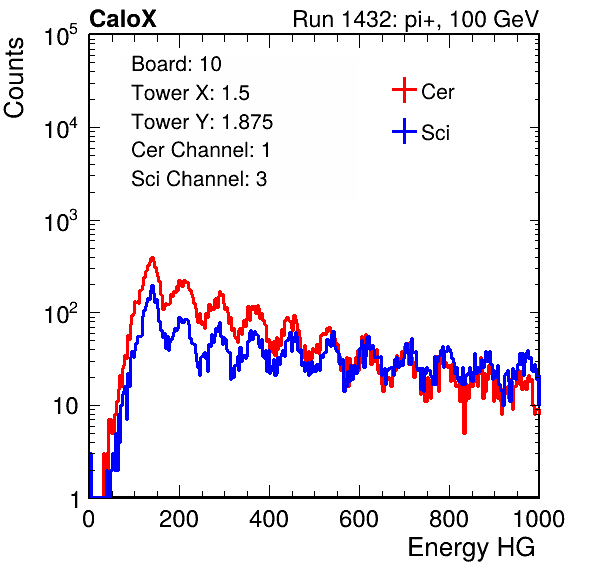 CaloX Run 1432: pi+, 100 GeV
Counts
10^5
10^4
10^3
10^2
10
1
Board: 10
Tower X: 1.5
Tower Y: 1.875
Cer Channel: 1
Sci Channel: 3
Cer
Sci
0 200 400 600 800 1000
Energy HG